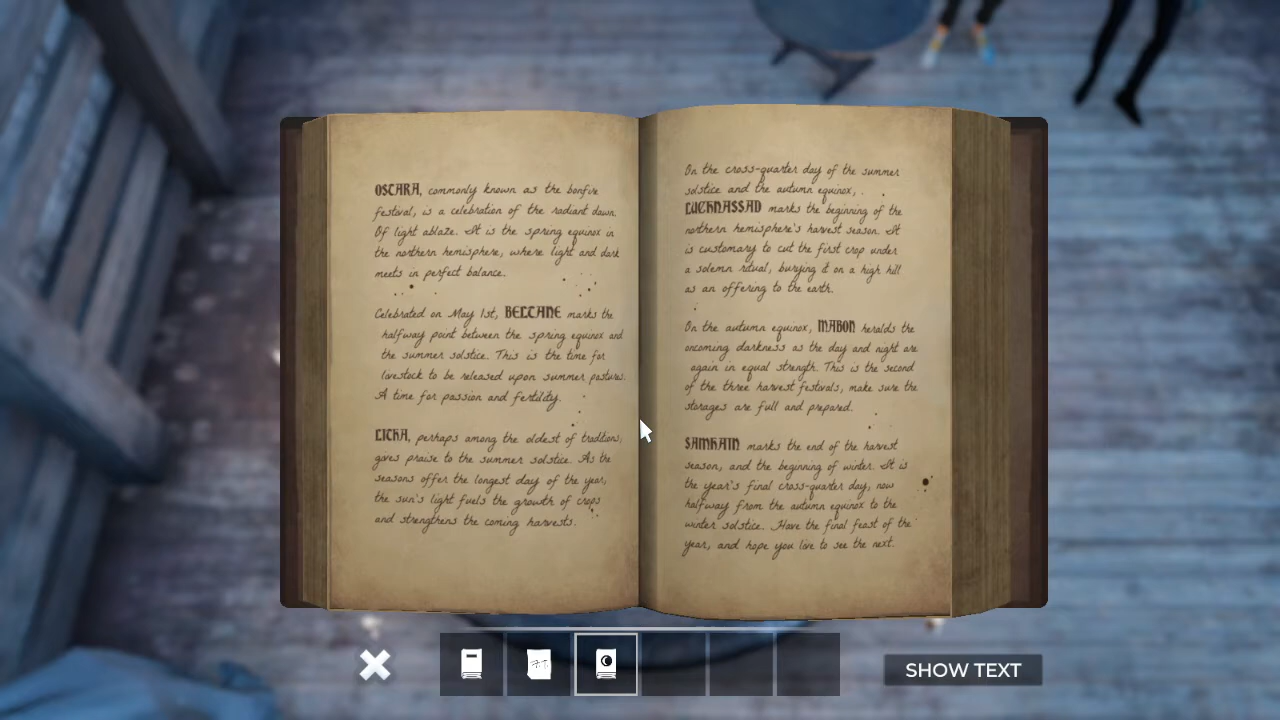 OSTARA, commonly known as the bonfire
festival, is a celebration of the radiant dawn.
Of light ablaze. It is the spring equinox in
the northern hemisphere, where light and dark
meets in perfect balance.
Celebrated on May 1st, BELTANE marks the
halfway point between the spring equinox and
the summer solstice. This is the time for
livestock to be released upon summer pastures.
A time for passion and fertility.
LITHA, perhaps among the oldest of traditions,
gives praise to the summer solstice. As the
seasons offer the longest day of the year,
the sun's light fuels the growth of crops
and strengthens the coming harvests.
On the cross-quarter day of the summer
solstice and the autumn equinox,
LUGHNASSAD marks the beginning of the
northern hemisphere's harvest season. It
is customary to cut the first crop under
a solemn ritual, burying it on a high hill
as an offering to the earth.
On the autumn equinox, MABON heralds the
oncoming darkness as the day and night are
again in equal strength. This is the second
of the three harvest festivals, make sure the
storages are full and prepared.
SAMHAIN marks the end of the harvest
season, and the beginning of winter. It is
the year's final cross-quarter day, now
halfway from the autumn equinox to the
winter solstice. Have the final feast of the
year, and hope you live to see the next.
SHOW TEXT